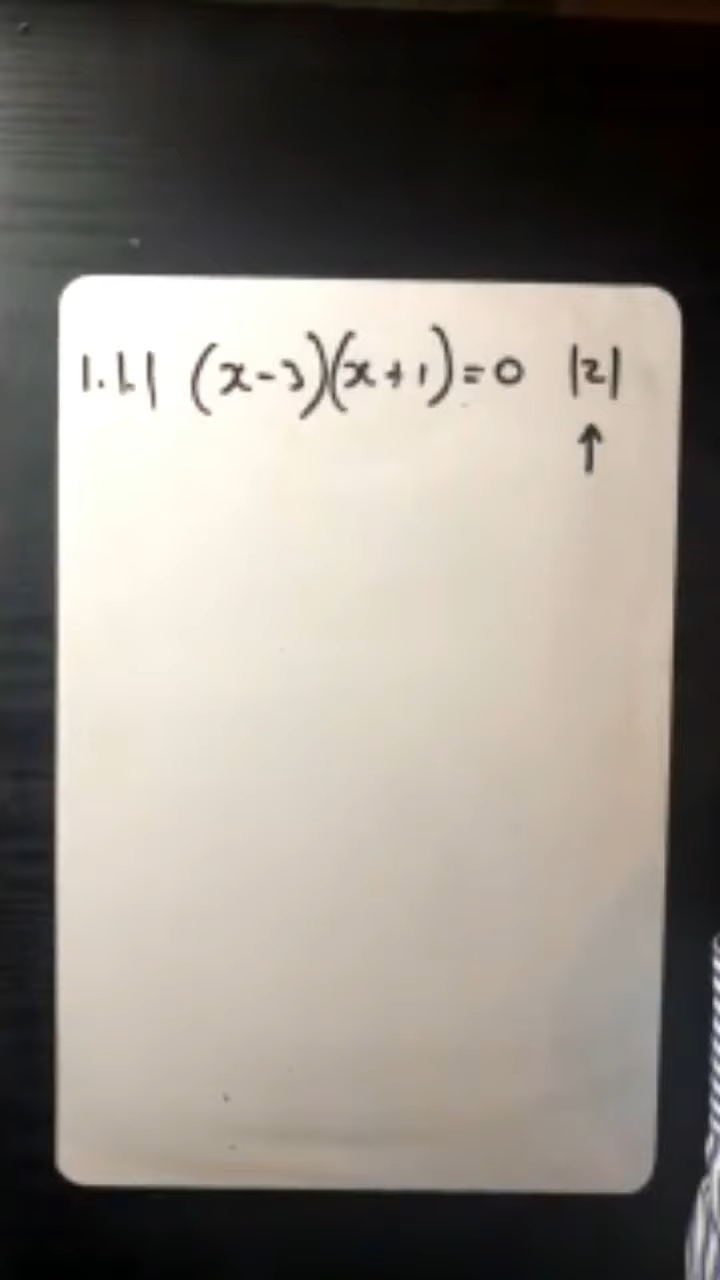 1.1.1 (x-3)(x+1)=0 |2|
↑